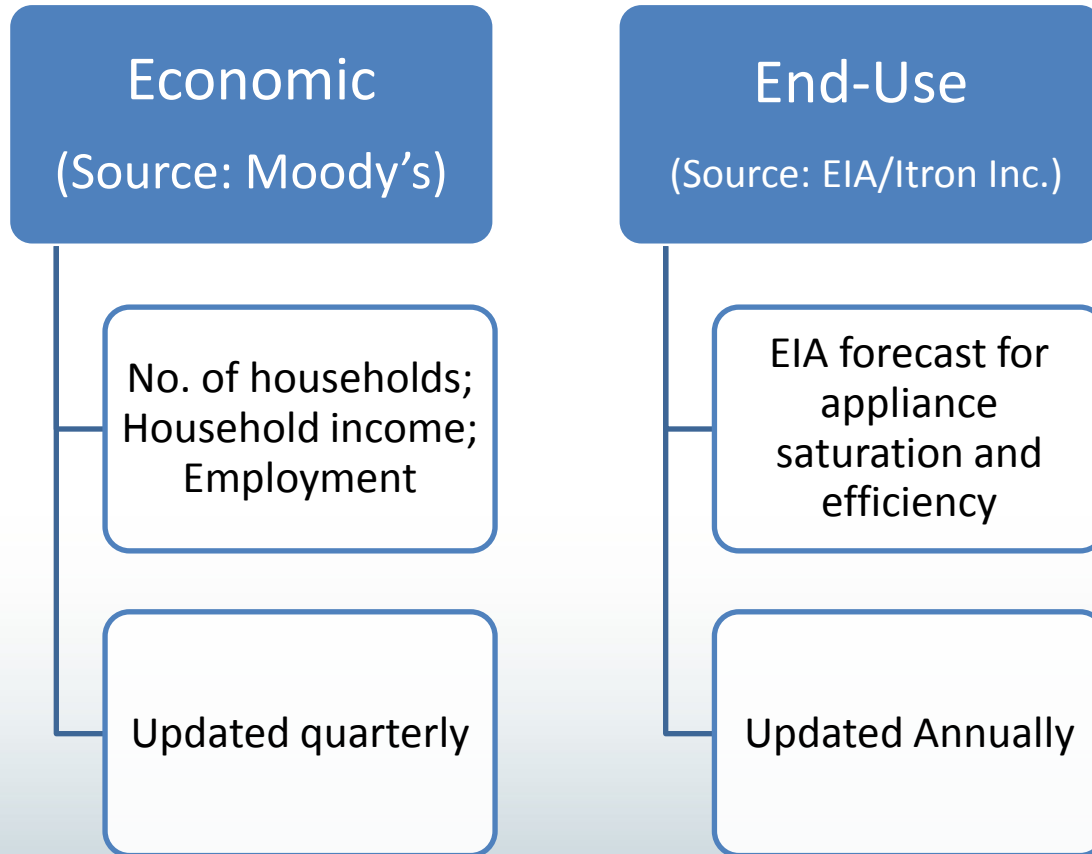 Economic
(Source: Moody’s)
No. of households;
Household income;
Employment
Updated quarterly
End-Use
(Source: EIA/Itron Inc.)
EIA forecast for
appliance
saturation and
efficiency
Updated Annually